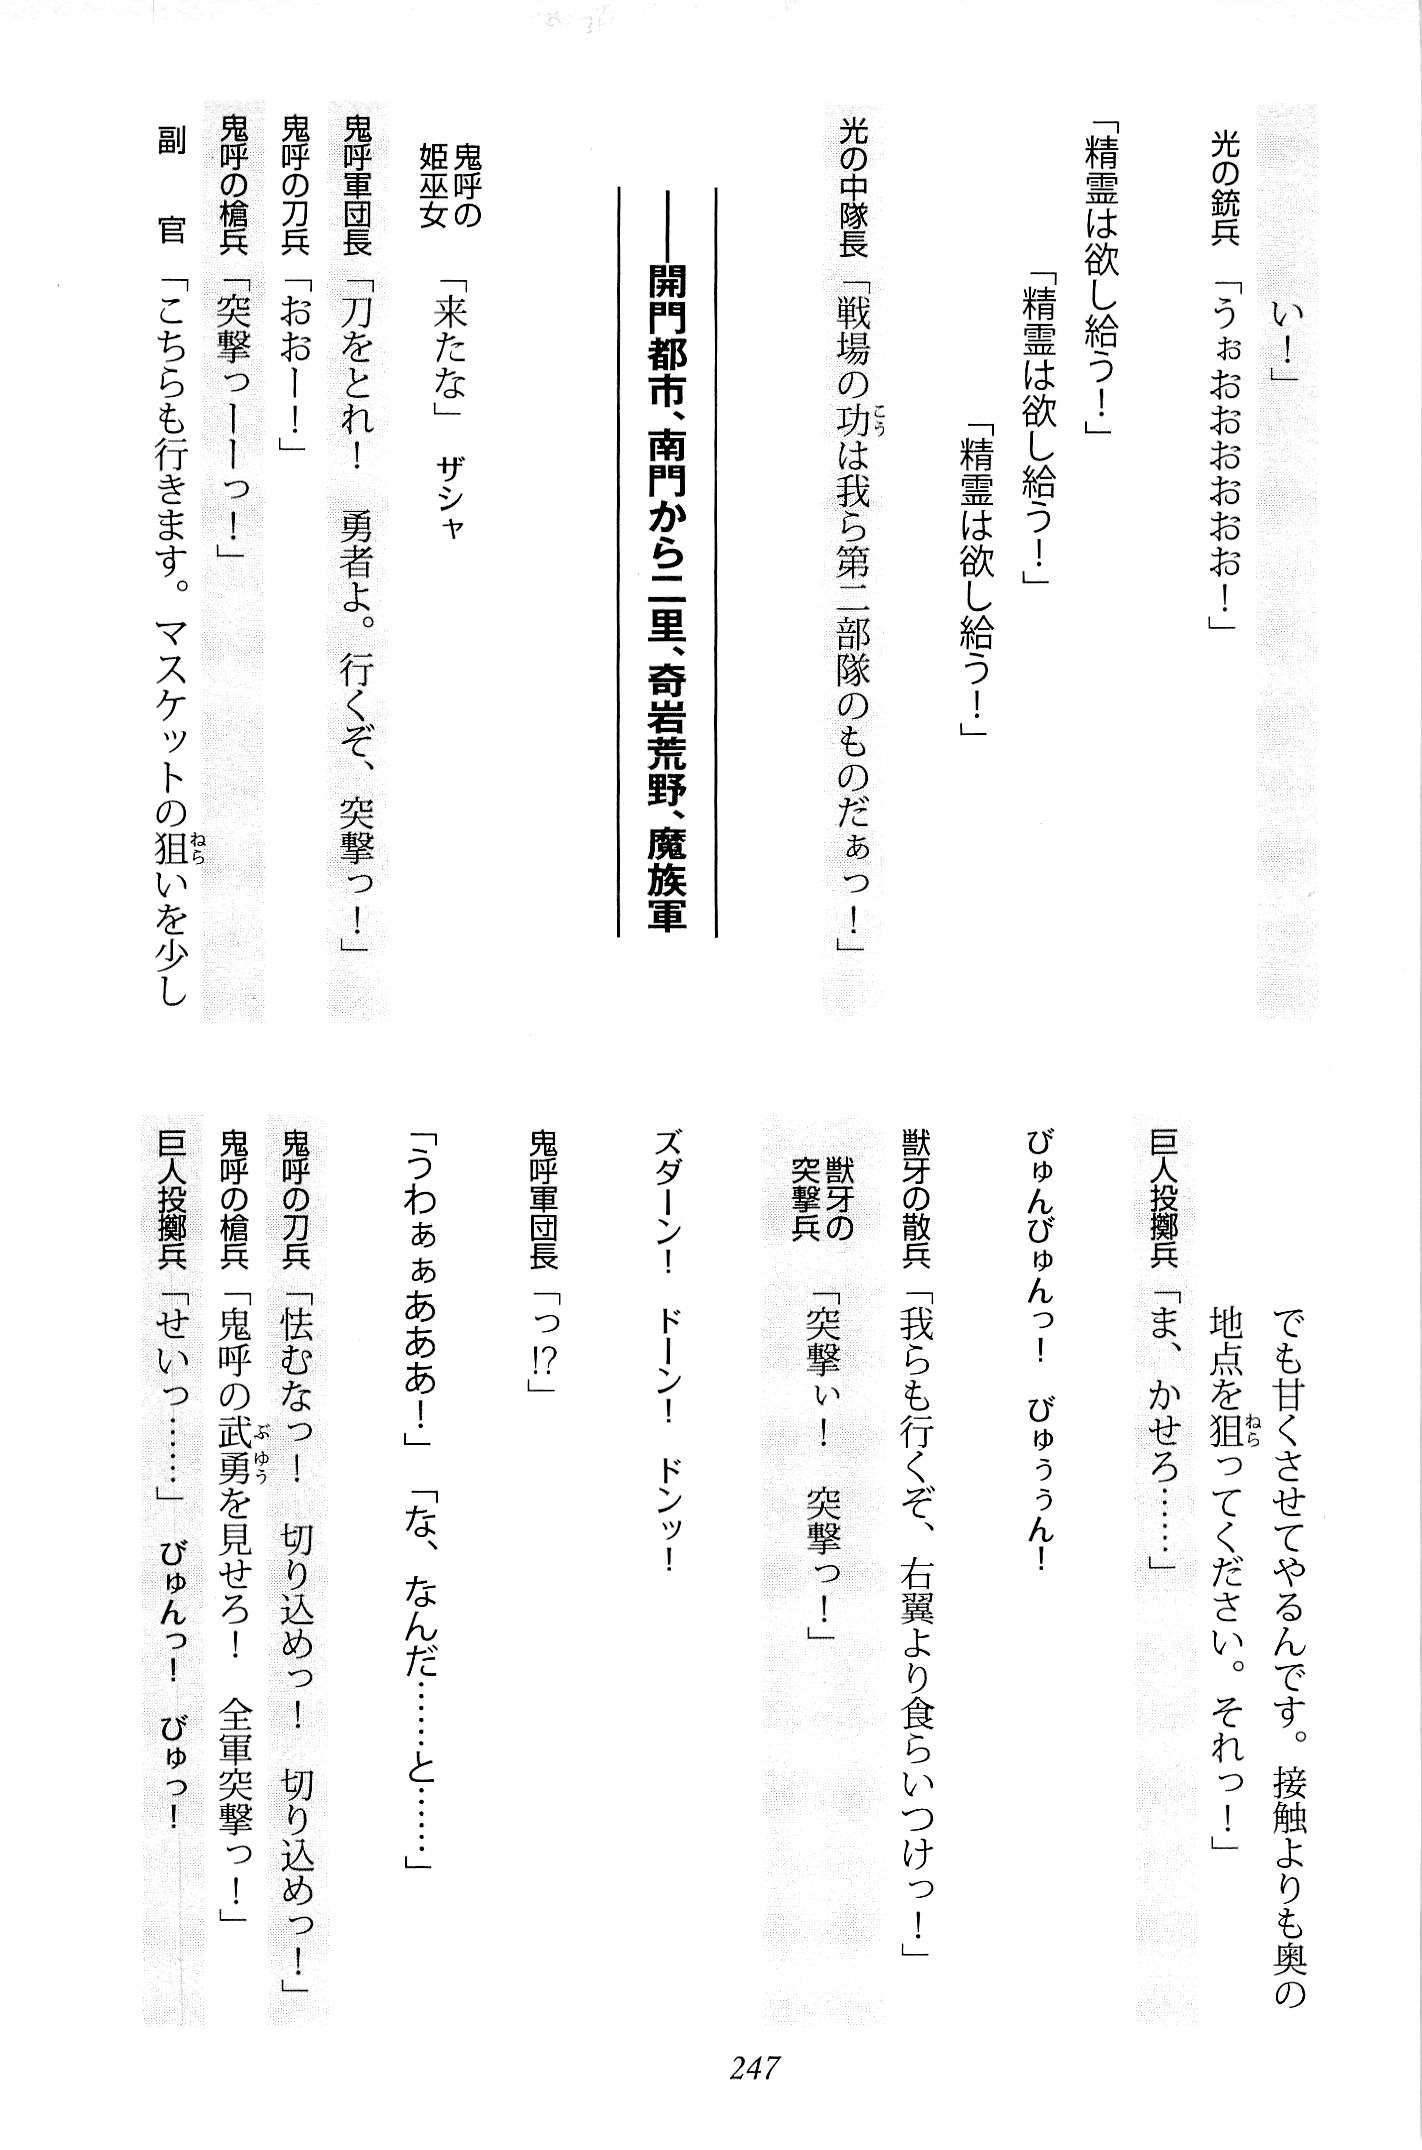 い！」
光の銃兵「うぉおおおおおお！」
「精霊は欲し給う！」
「精霊は欲し給う！」
「精霊は欲し給う！」
光の中隊長「戦場の功は我ら第二部隊のものだぁっ！」
こう
――開門都市、南門から二里、奇岩荒野、魔族軍
鬼呼の
姫巫女「来たな」　ザシャ
鬼呼軍団長「刀をとれ！　勇者よ。行くぞ、突撃っ！」
鬼呼の刀兵「おおー！」
鬼呼の槍兵「突撃っーーっ！」
副　官「こちらも行きます。マスケットの狙いを少し
ねら
でも甘くさせてやるんです。接触よりも奥の
地点を狙ってください。それっ！」
ねら
巨人投擲兵「ま、かせろ……」
びゅんびゅんっ！　びゅぅぅん！
獣牙の散兵「我らも行くぞ、右翼より食らいつけっ！」
獣牙の
突撃兵「突撃ぃ！　突撃っ！」
ズダーン！　ドーン！　ドンッ！
鬼呼軍団長「っ!?」
「うわぁぁあああ！」「な、なんだ……と……」
鬼呼の刀兵「怯むなっ！　切り込めっ！　切り込めっ！」
鬼呼の槍兵「鬼呼の武勇を見せろ！　全軍突撃っ！」
ぶゆう
巨人投擲兵「せいっ……」　びゅんっ！　びゅっ！
247